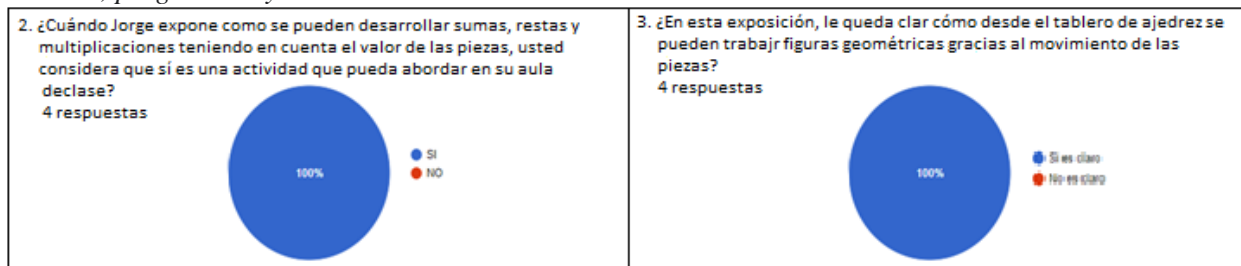 2. ¿Cuándo Jorge expone como se pueden desarrollar sumas, restas y
multiplicaciones teniendo en cuenta el valor de las piezas, usted
considera que sí es una actividad que pueda abordar en su aula
declase?
4 respuestas
100%
SI
NO
3. ¿En esta exposición, le queda clar cómo desde el tablero de ajedrez se
pueden trabajr figuras geométricas gracias al movimiento de las
piezas?
4 respuestas
100%
Si es claro
No es claro